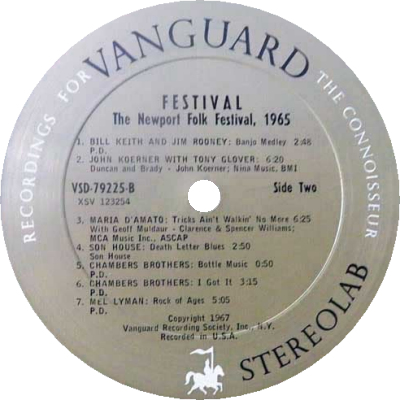 RECORDINGS FOR VANGUARD THE CONNOISSEUR
FESTIVAL
The Newport Folk Festival, 1965
1. BILL KEITH AND JIM ROONEY: Banjo Medley 2:46
P.D.
2. JOHN KOERNER WITH TONY GLOVER: 6:20
Duncan and Brady - John Koerner; Nina Music, BMI
VSD-79225-B
Side Two
XSV 123254
3. MARIA D'AMATO: Tricks Ain't Walkin' No More 6:25
With Geoff Muldaur - Clarence & Spencer Williams;
MCA Music Inc., ASCAP
4. SON HOUSE: Death Letter Blues 2:50
Son House
5. CHAMBERS BROTHERS: Bottle Music 0:50
P.D.
6. CHAMBERS BROTHERS: I Got It 3:15
P.D.
7. MEL LYMAN: Rock of Ages 5:05
P.D.
Copyright 1967
Vanguard Recording Society, Inc., N.Y.
Recorded in U.S.A.
STEREOLAB